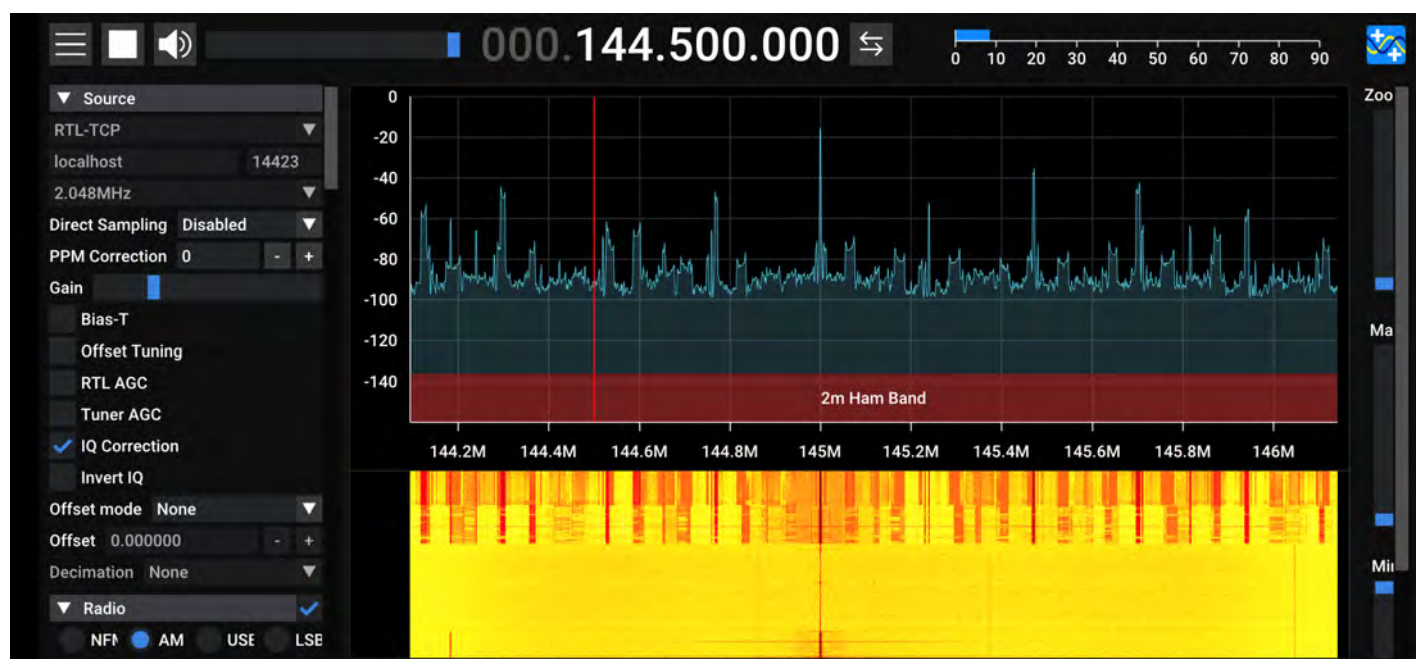 000.144.500.000
0 10 20 30 40 50 60 70 80 90
Source
RTL-TCP
localhost 14423
2.048MHz
Direct Sampling Disabled
PPM Correction 0 - +
Gain
Bias-T
Offset Tuning
RTL AGC
Tuner AGC
IQ Correction
Invert IQ
Offset mode None
Offset 0.000000 - +
Decimation None
Radio
NFM AM USB LSB
0
-20
-40
-60
-80
-100
-120
-140
2m Ham Band
144.2M 144.4M 144.6M 144.8M 145M 145.2M 145.4M 145.6M 145.8M 146M
Zoo
Ma
Mi